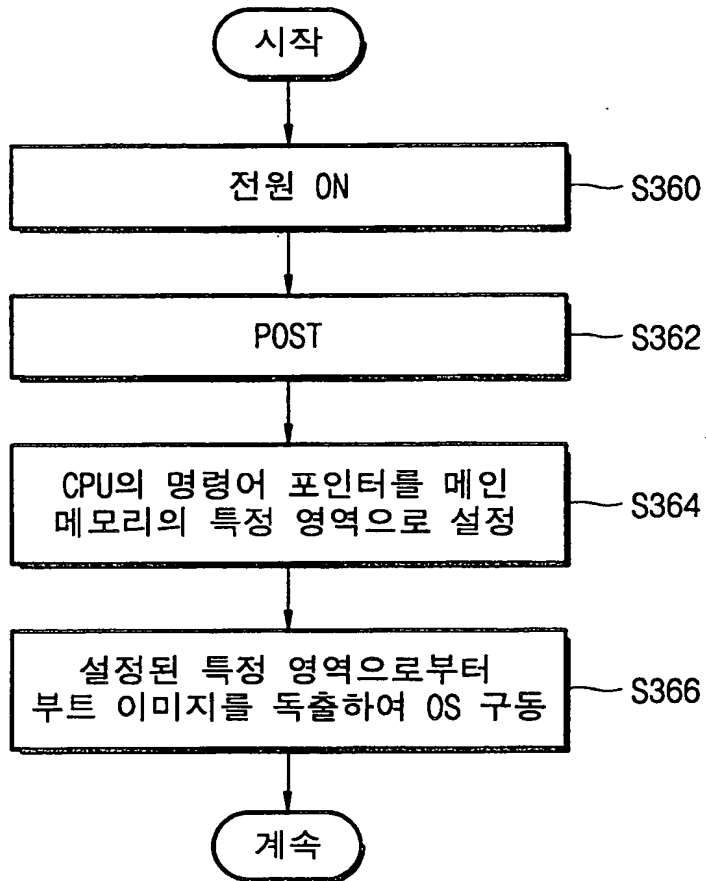 시작
전원 ON
S360
POST
S362
CPU의 명령어 포인터를 메인
메모리의 특정 영역으로 설정
S364
설정된 특정 영역으로부터
부트 이미지를 독출하여 OS 구동
S366
계속